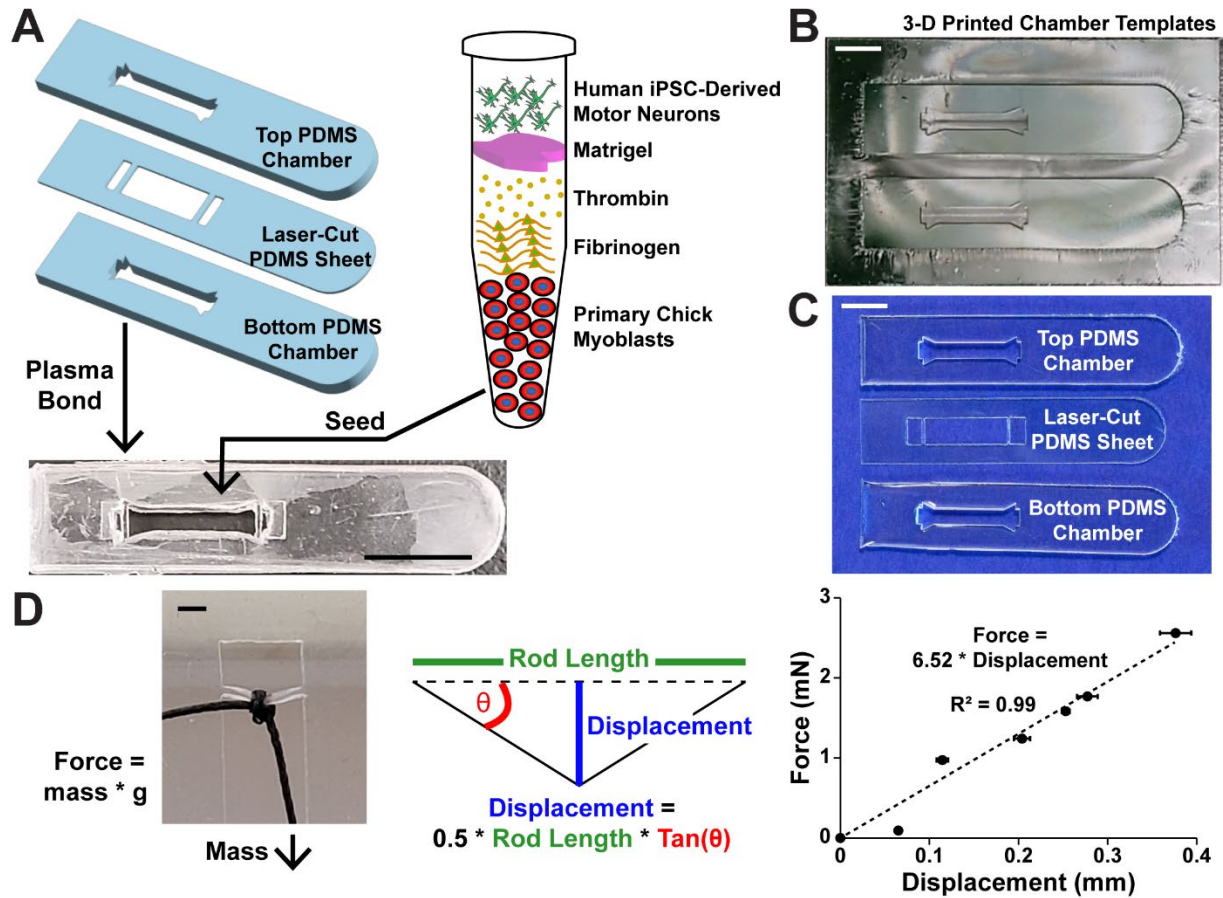 A
Top PDMS
Chamber
Laser-Cut
PDMS Sheet
Bottom PDMS
Chamber
Plasma
Bond
Seed
Human iPSC-Derived
Motor Neurons
Matrigel
Thrombin
Fibrinogen
Primary Chick
Myoblasts
B
3-D Printed Chamber Templates
C
Top PDMS
Chamber
Laser-Cut
PDMS Sheet
Bottom PDMS
Chamber
D
Force =
mass * g
Mass
Rod Length
θ
Displacement
Displacement =
0.5 * Rod Length * Tan(θ)
Force (mN)
3
2
1
0
Force =
6.52 * Displacement
R² = 0.99
0
0.1
0.2
0.3
0.4
Displacement (mm)